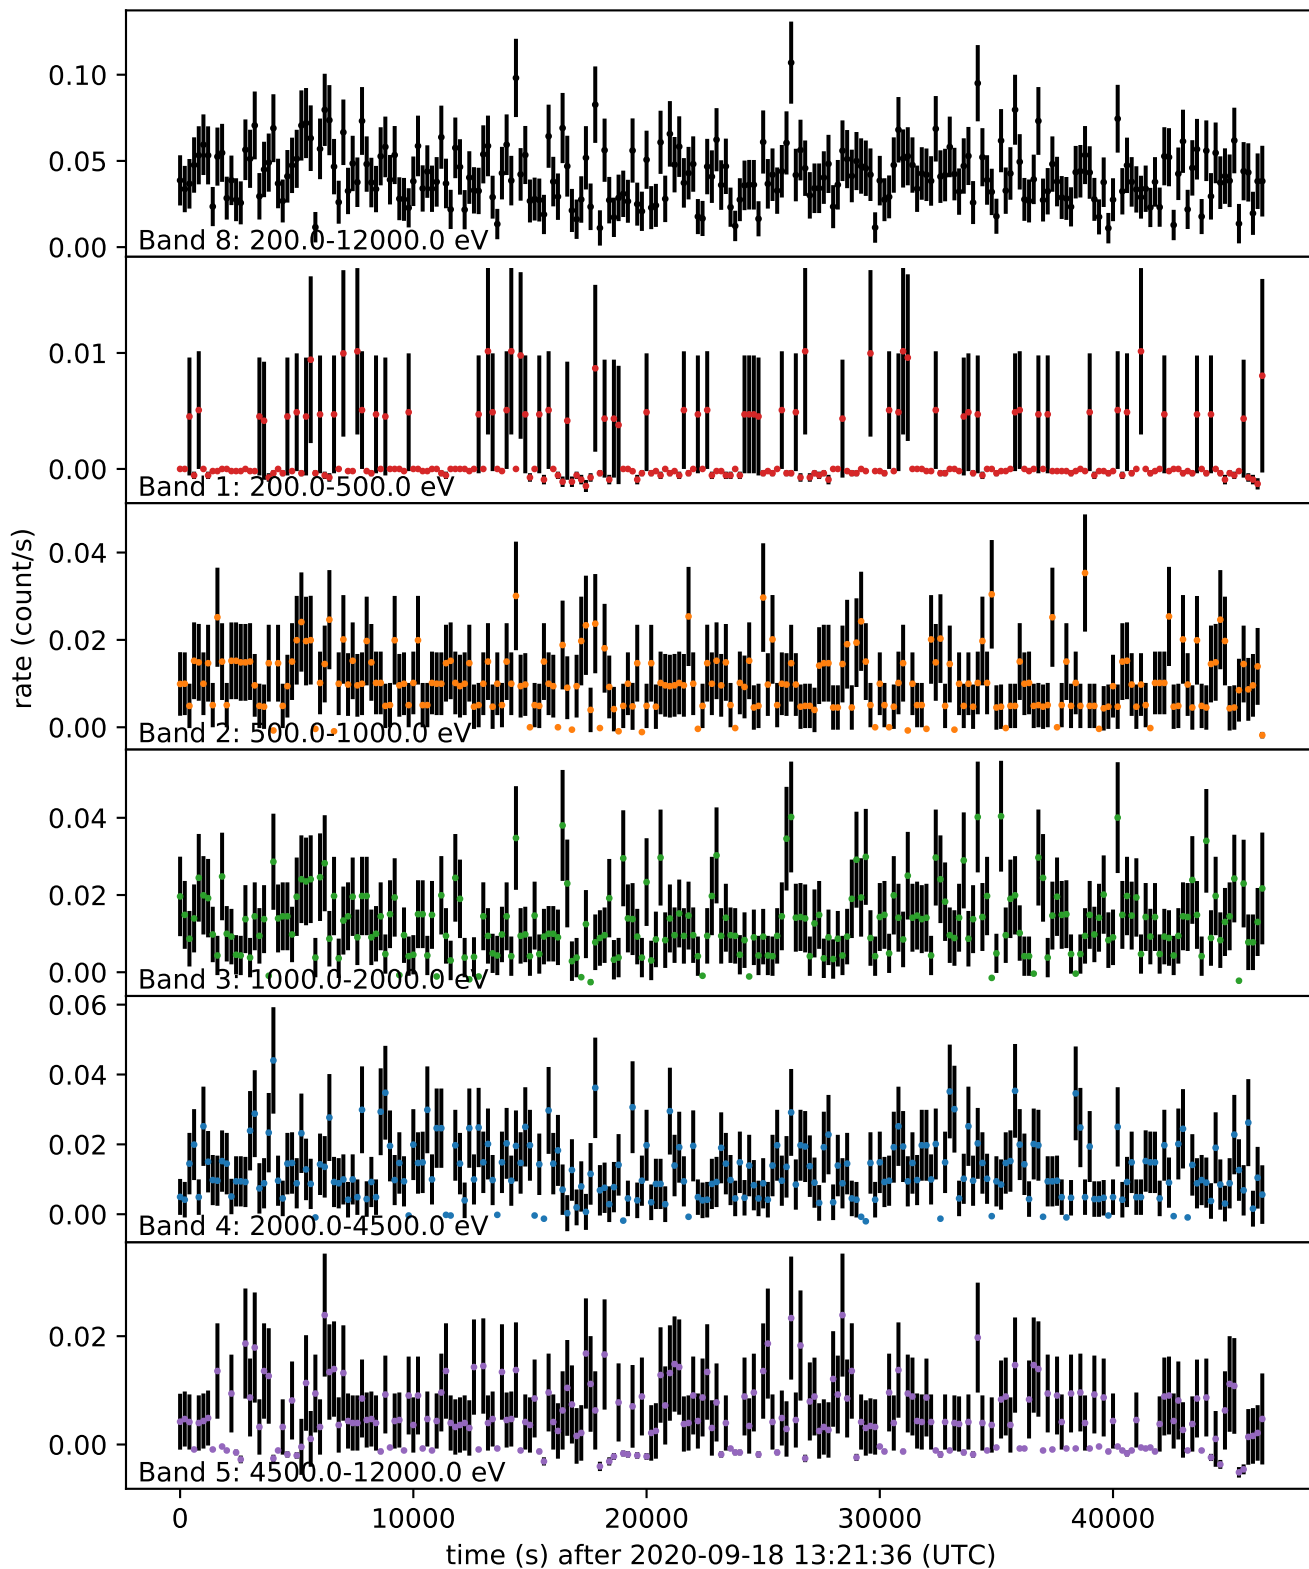 0.10
0.05
0.00
Band 8: 200.0-12000.0 eV
0.01
0.00
Band 1: 200.0-500.0 eV
0.04
0.02
0.00
Band 2: 500.0-1000.0 eV
rate (count/s)
0.04
0.02
0.00
Band 3: 1000.0-2000.0 eV
0.06
0.04
0.02
0.00
Band 4: 2000.0-4500.0 eV
0.02
0.00
Band 5: 4500.0-12000.0 eV
0 10000 20000 30000 40000
time (s) after 2020-09-18 13:21:36 (UTC)